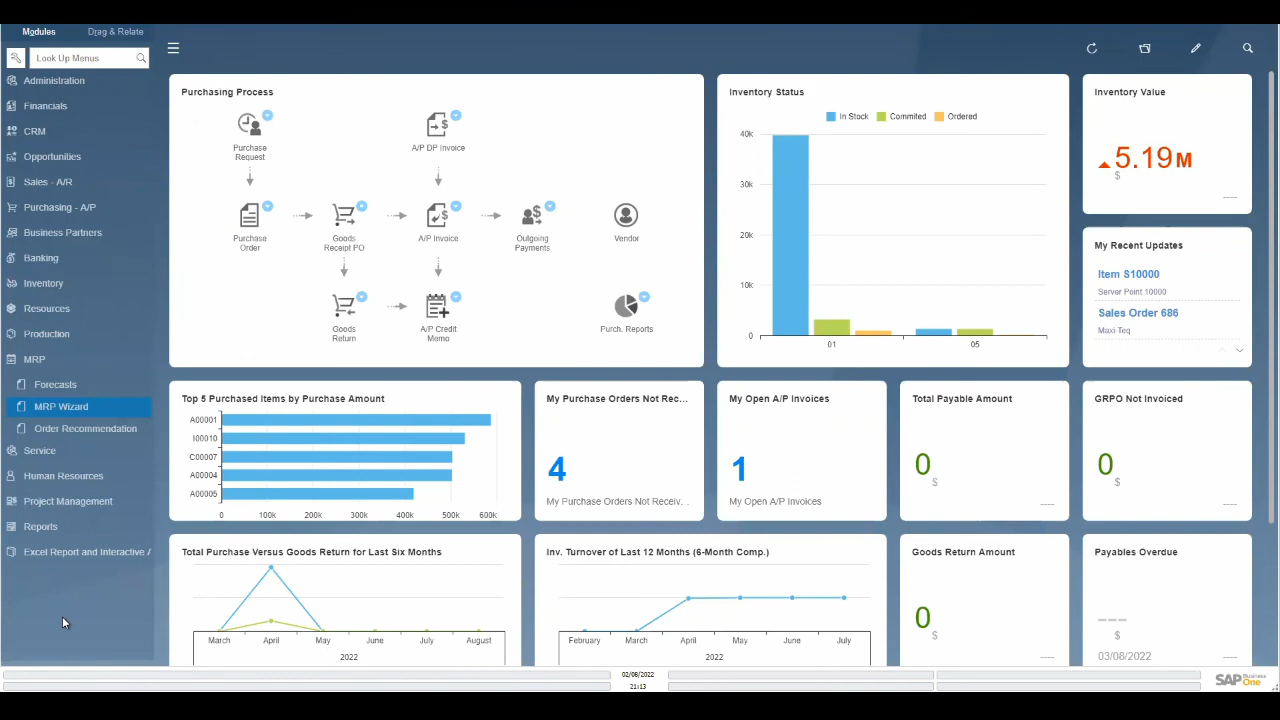 Modules Drag & Relate
Look Up Menus
Administration
Financials
CRM
Opportunities
Sales - A/R
Purchasing - A/P
Business Partners
Banking
Inventory
Resources
Production
MRP
Forecasts
MRP Wizard
Order Recommendation
Service
Human Resources
Project Management
Reports
Excel Report and Interactive
Purchasing Process
Purchase
Request
A/P DP Invoice
Purchase
Order
Goods
Receipt PO
A/P Invoice
Outgoing
Payments
Vendor
Goods
Return
A/P Credit
Memo
Purch. Reports
Inventory Status
In Stock Commited Ordered
40k
30k
20k
10k
0
01 05
Inventory Value
5.19 M
$
---
My Recent Updates
Item S10000
Server Point 10000
Sales Order 686
Maxi-Teq
Top 5 Purchased Items by Purchase Amount
A00001
I00010
C00007
A00004
A00005
0 100k 200k 300k 400k 500k 600k
My Purchase Orders Not Rec...
4
My Purchase Orders Not Receiv...
My Open A/P Invoices
1
My Open A/P Invoices
Total Payable Amount
0
$
---
GRPO Not Invoiced
0
$
---
Total Purchase Versus Goods Return for Last Six Months
March April May June July August
2022
Inv. Turnover of Last 12 Months (6-Month Comp.)
February March April May June July
2022
Goods Return Amount
0
$
---
Payables Overdue
---
$
03/08/2022 ---
02/08/2022
21:13
SAP Business One